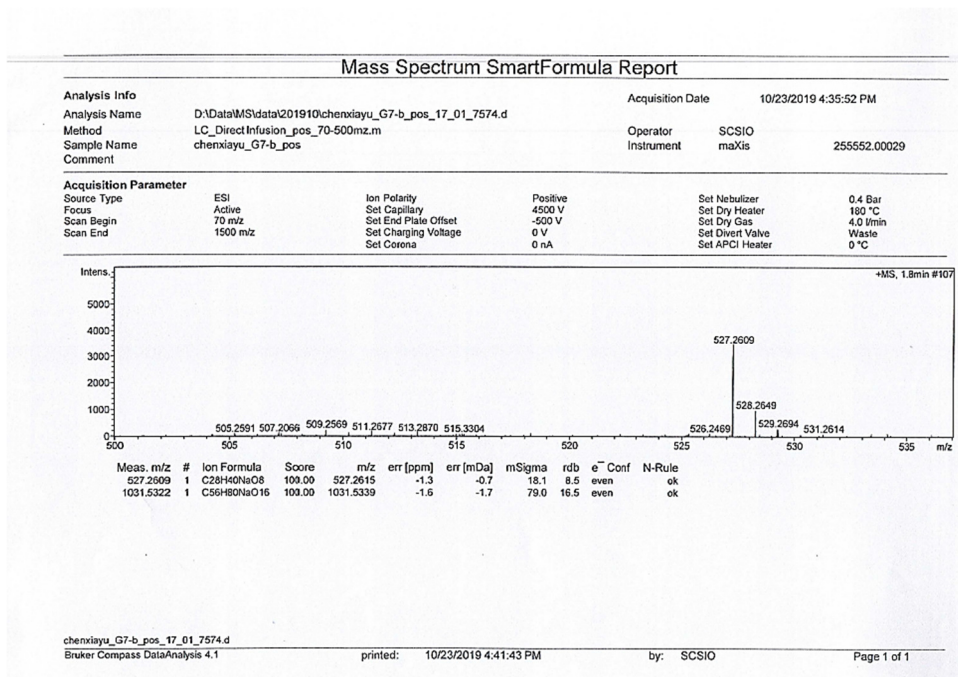 Mass Spectrum SmartFormula Report
Analysis Info
Acquisition Date 10/23/2019 4:35:52 PM
Analysis Name D:\Data\MS\data\201910\chenxiayu_G7-b_pos_17_01_7574.d
Method LC_Direct Infusion_pos_70-500mz.m Operator SCSIO
Sample Name chenxiayu_G7-b_pos Instrument maXis 255552.00029
Comment
Acquisition Parameter
Source Type ESI Ion Polarity Positive Set Nebulizer 0.4 Bar
Focus Active Set Capillary 4500 V Set Dry Heater 180 °C
Scan Begin 70 m/z Set End Plate Offset -500 V Set Dry Gas 4.0 l/min
Scan End 1500 m/z Set Charging Voltage 0 V Set Divert Valve Waste
Set Corona 0 nA Set APCI Heater 0 °C
Intens. +MS, 1.8min #107
5000
4000
527.2609
3000
2000
528.2649
1000
505.2591 507.2066 509.2569 511.2677 513.2870 515.3304 526.2469 529.2694 531.2614
0
500 505 510 515 520 525 530 535 m/z
Meas. m/z # Ion Formula Score m/z err [ppm] err [mDa] mSigma rdb e⁻ Conf N-Rule
527.2609 1 C28H40NaO8 100.00 527.2615 -1.3 -0.7 18.1 8.5 even ok
1031.5322 1 C56H80NaO16 100.00 1031.5339 -1.6 -1.7 79.0 16.5 even ok
chenxiayu_G7-b_pos_17_01_7574.d
Bruker Compass DataAnalysis 4.1 printed: 10/23/2019 4:41:43 PM by: SCSIO Page 1 of 1